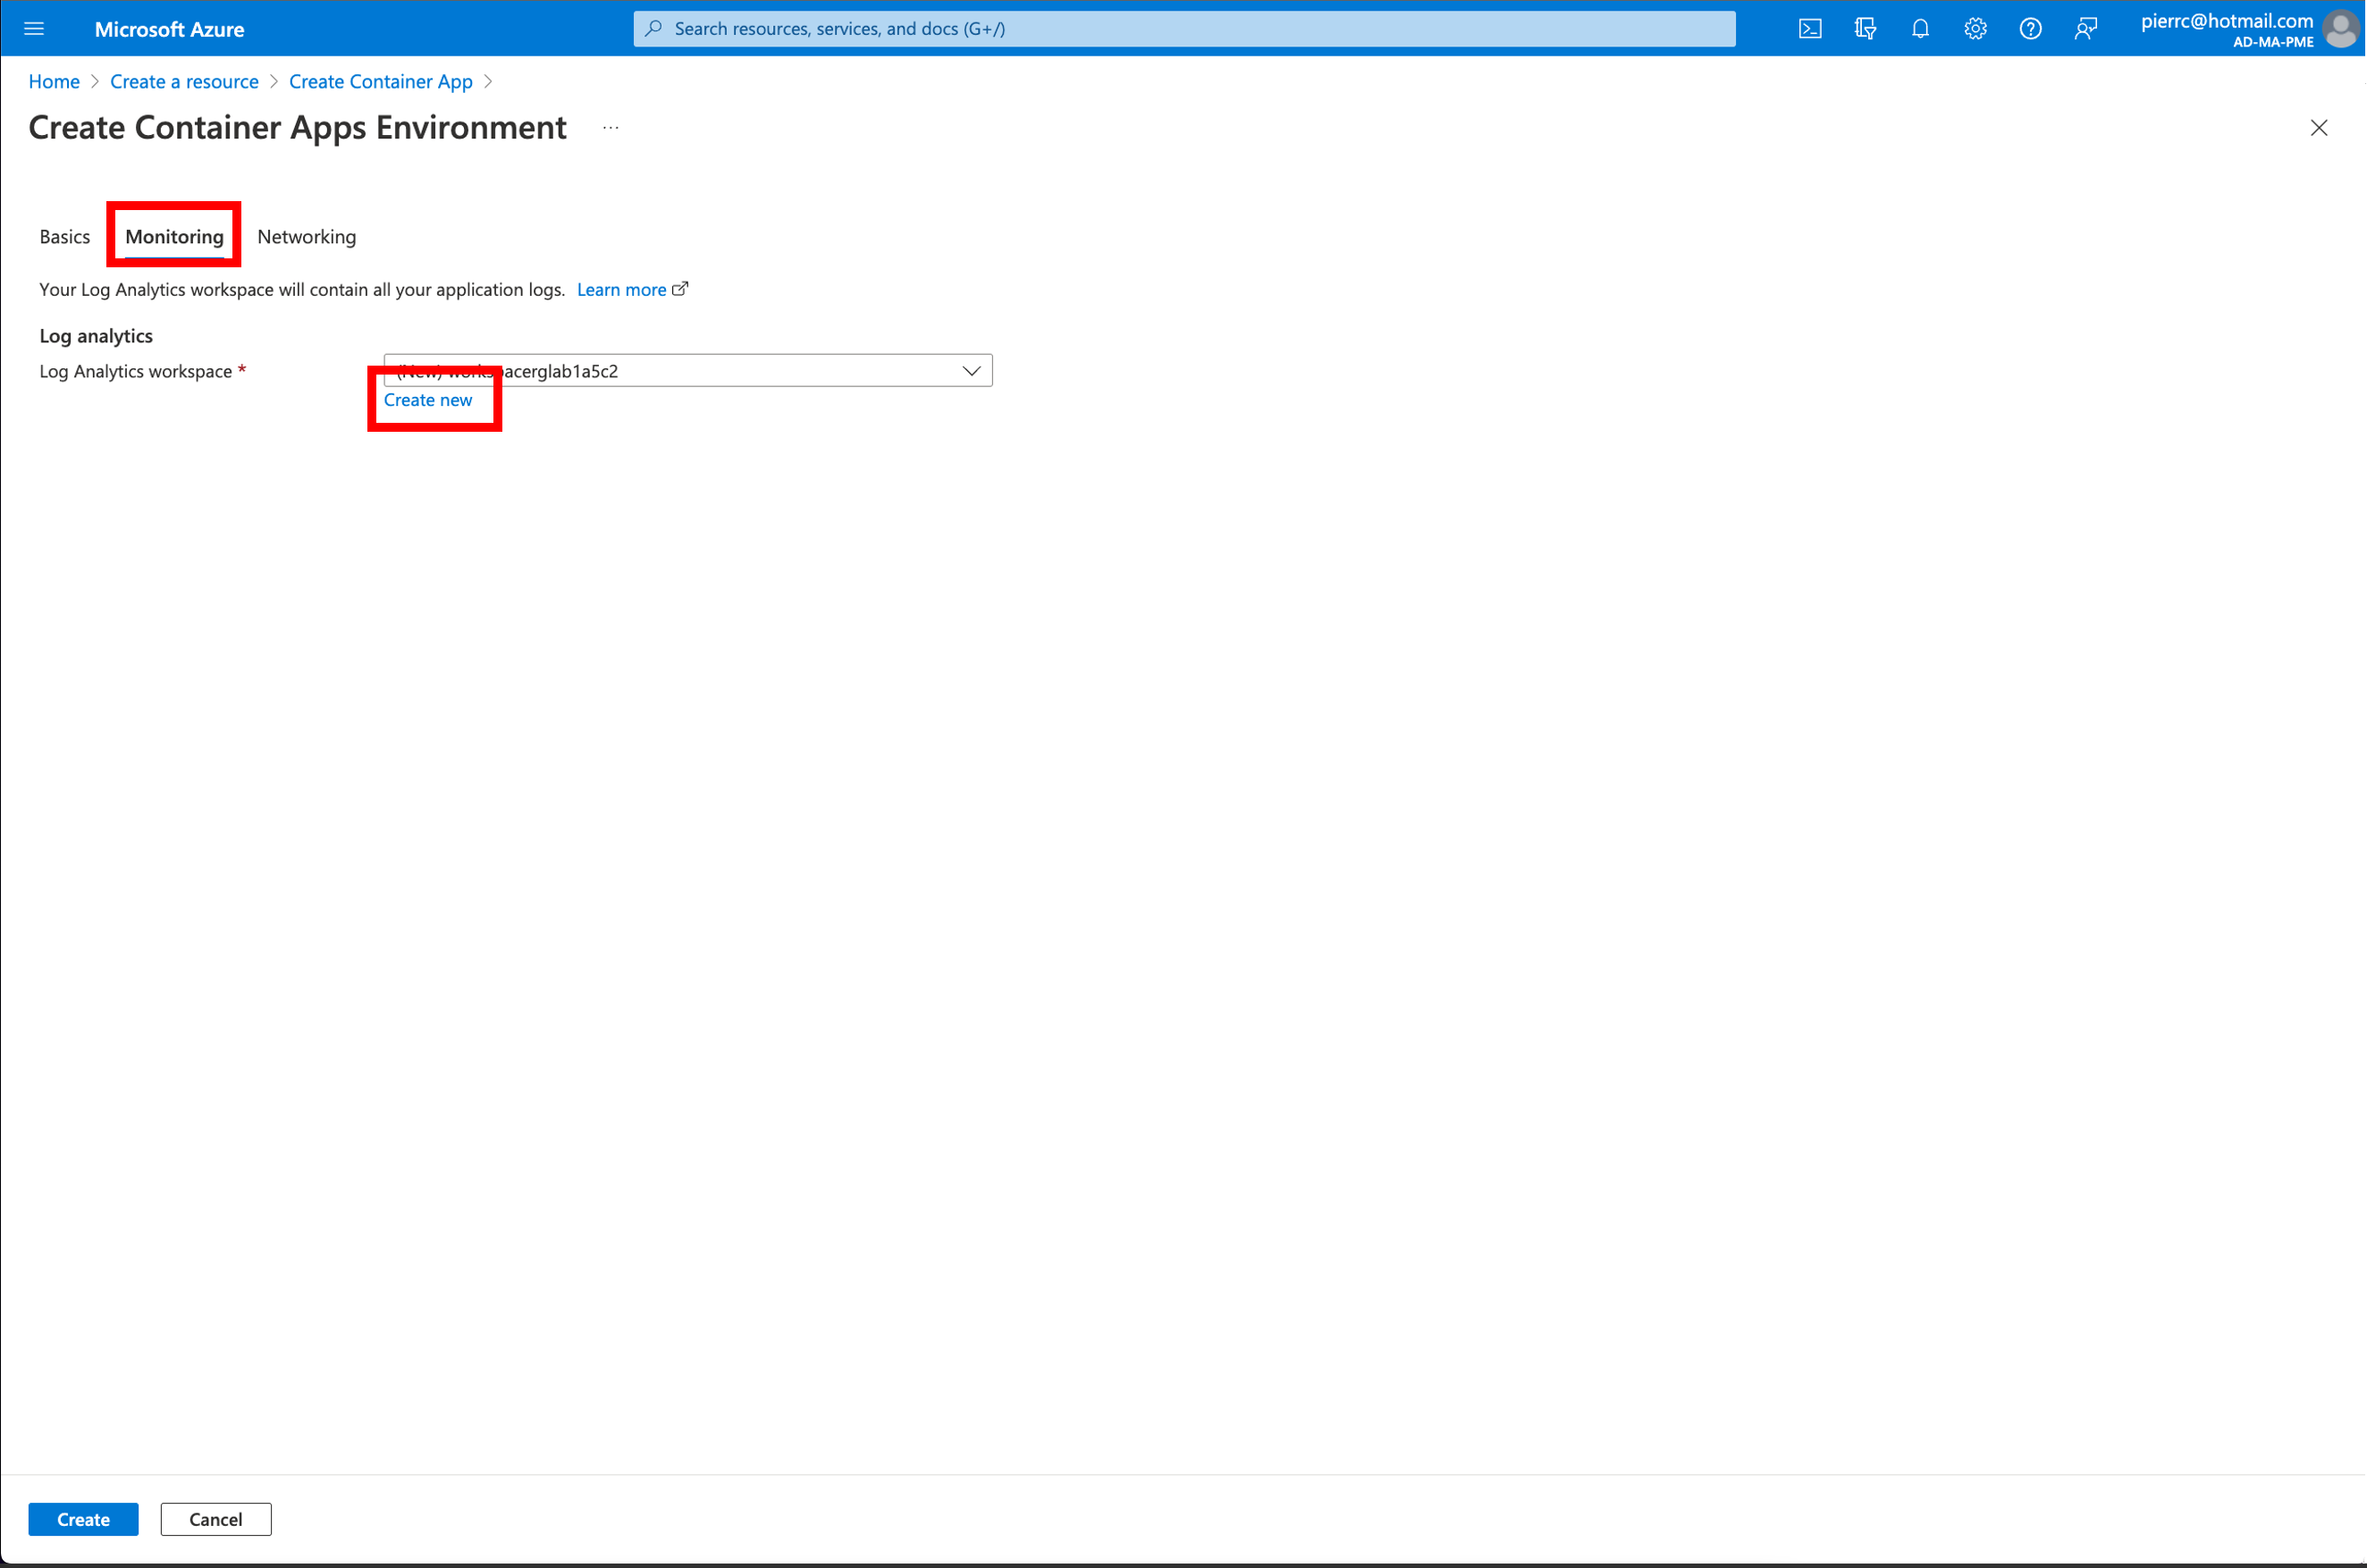 Microsoft Azure
Search resources, services, and docs (G+/)
pierrc@hotmail.com
AD-MA-PME
Home > Create a resource > Create Container App >
Create Container Apps Environment ...
Basics Monitoring Networking
Your Log Analytics workspace will contain all your application logs. Learn more
Log analytics
Log Analytics workspace *
(New) workspacerglab1a5c2
Create new
Create Cancel